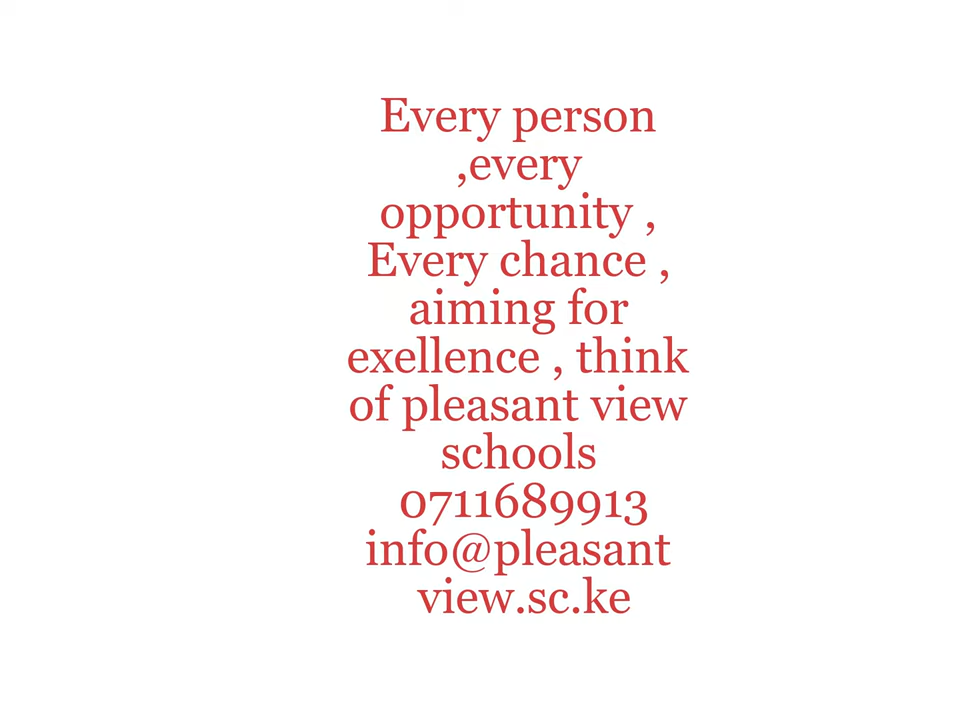 Every person
,every
opportunity ,
Every chance ,
aiming for
exellence , think
of pleasant view
schools
0711689913
info@pleasant
view.sc.ke